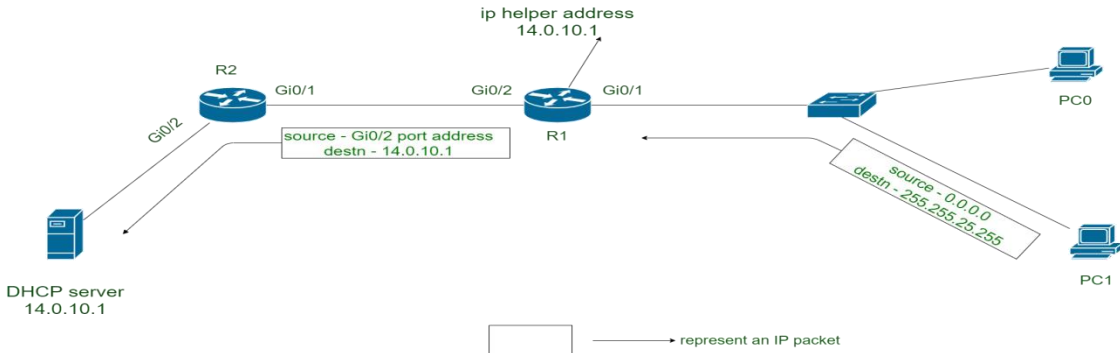 ip helper address
14.0.10.1
R2
Gi0/1
Gi0/2
Gi0/1
R1
PC0
Gi0/2
source - Gi0/2 port address
destn - 14.0.10.1
source - 0.0.0.0
destn - 255.255.25.255
PC1
DHCP server
14.0.10.1
represent an IP packet